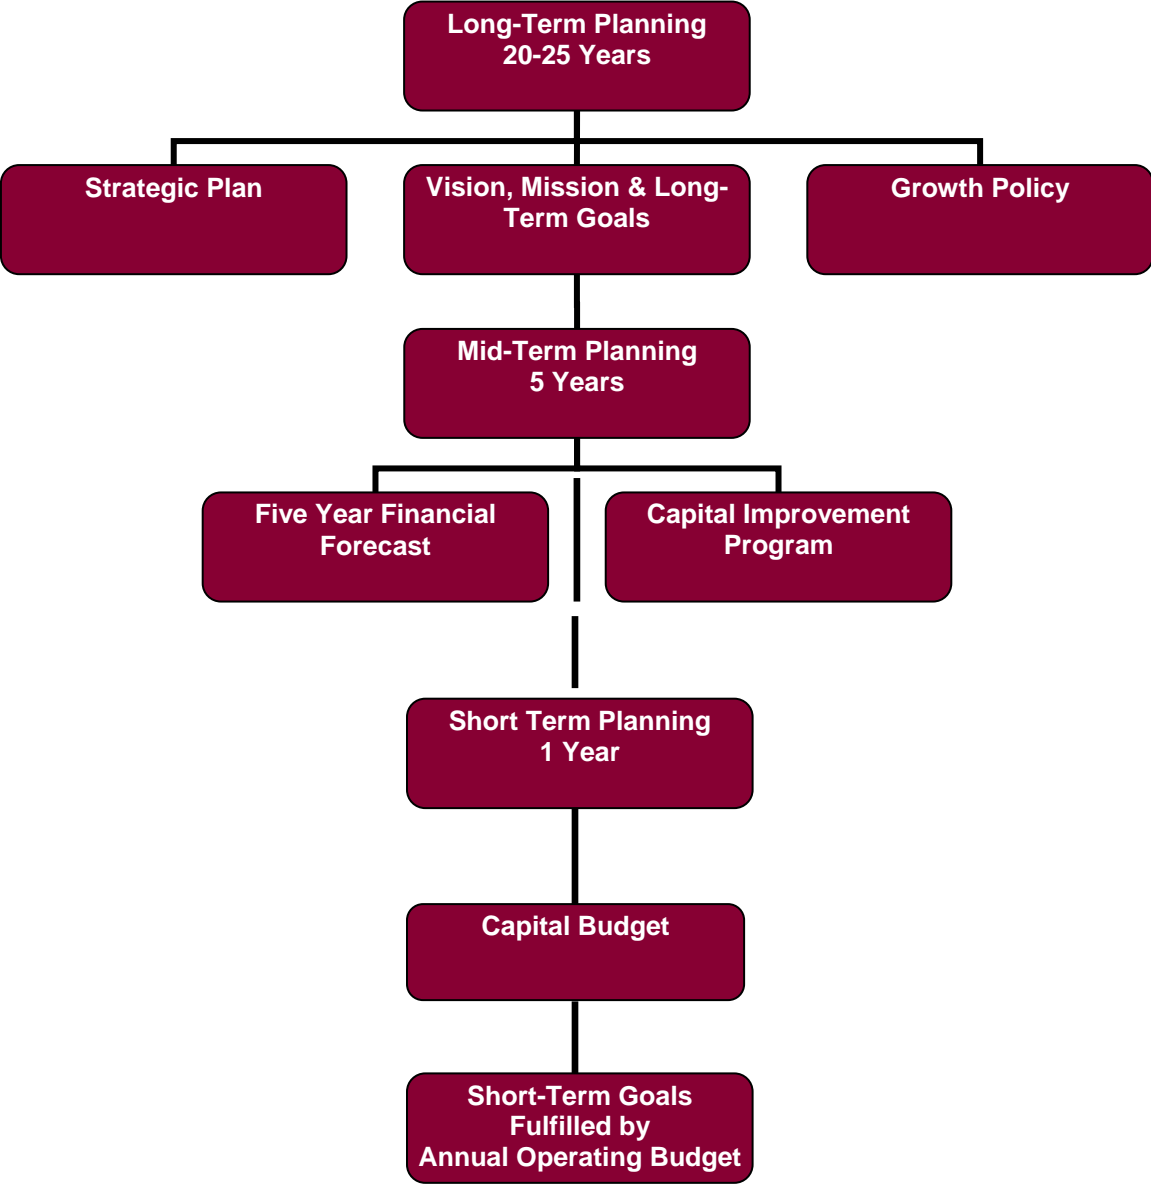 Long-Term Planning
20-25 Years
Strategic Plan
Vision, Mission & Long-
Term Goals
Growth Policy
Mid-Term Planning
5 Years
Five Year Financial
Forecast
Capital Improvement
Program
Short Term Planning
1 Year
Capital Budget
Short-Term Goals
Fulfilled by
Annual Operating Budget